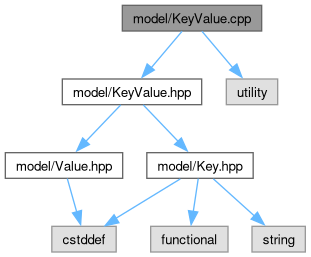 model/KeyValue.cpp
model/KeyValue.hpp
utility
model/Value.hpp
model/Key.hpp
cstddef
functional
string